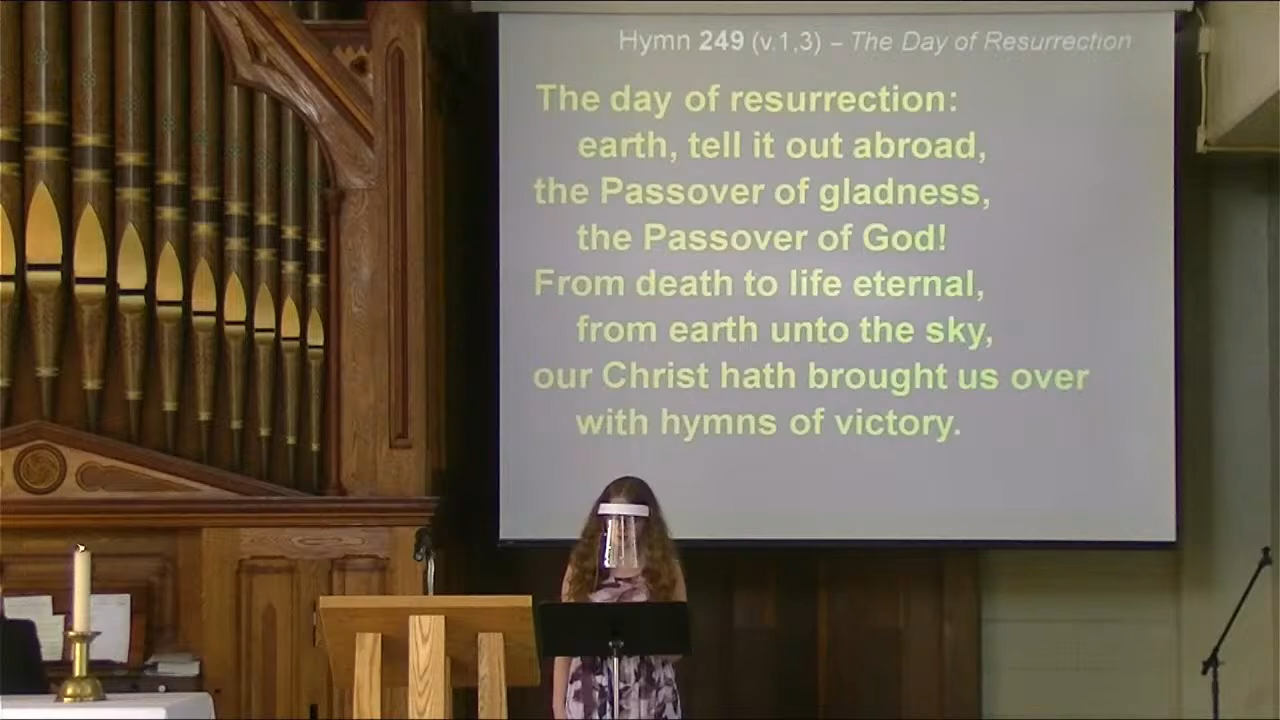 Hymn 249 (v.1,3) – The Day of Resurrection
The day of resurrection:
earth, tell it out abroad,
the Passover of gladness,
the Passover of God!
From death to life eternal,
from earth unto the sky,
our Christ hath brought us over
with hymns of victory.